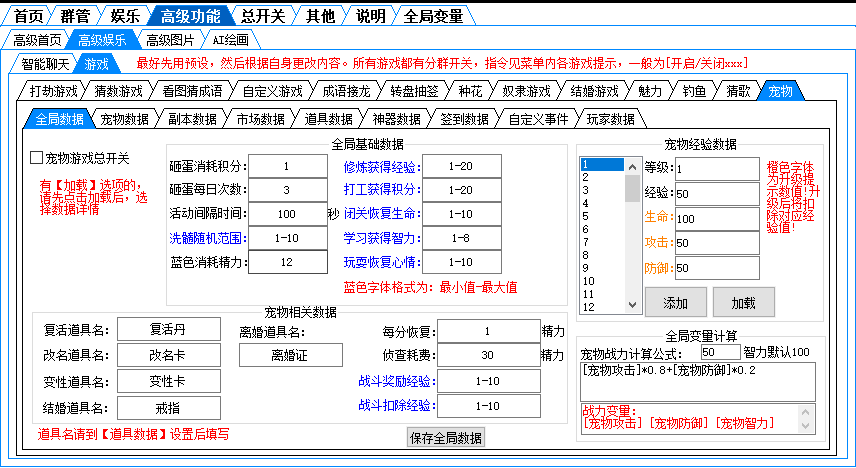 首页 群管 娱乐 高级功能 总开关 其他 说明 全局变量
高级首页 高级娱乐 高级图片 AI绘画
智能聊天 游戏 最好先用预设，然后根据自身更改内容。所有游戏都有分群开关，指令见菜单内各游戏提示，一般为[开启/关闭xxx]
打劫游戏 猜数游戏 看图猜成语 自定义游戏 成语接龙 转盘抽签 种花 奴隶游戏 结婚游戏 魅力 钓鱼 猜歌 宠物
全局数据 宠物数据 副本数据 市场数据 道具数据 神器数据 签到数据 自定义事件 玩家数据
宠物游戏总开关
有【加载】选项的，
请先点击加载后，选
择数据详情
全局基础数据
砸蛋消耗积分: 1 修炼获得经验: 1-20
砸蛋每日次数: 3 打工获得积分: 1-20
活动间隔时间: 100 秒 闭关恢复生命: 1-10
洗髓随机范围: 1-10 学习获得智力: 1-8
蓝色消耗精力: 12 玩耍恢复心情: 1-10
蓝色字体格式为: 最小值-最大值
宠物经验数据
1
2
3
4
5
6
7
8
9
10
11
12
等级: 1
经验: 50
生命: 100
攻击: 50
防御: 50
橙色字体
为升级提
示数值!升
级后将扣
除对应经
验值!
添加 加载
宠物相关数据
复活道具名: 复活丹 离婚道具名: 每分恢复: 1 精力
改名道具名: 改名卡 离婚证 侦查耗费: 30 精力
变性道具名: 变性卡 战斗奖励经验: 1-10
结婚道具名: 戒指 战斗扣除经验: 1-10
道具名请到【道具数据】设置后填写
保存全局数据
全局变量计算
宠物战力计算公式: 50 智力默认100
[宠物攻击]*0.8+[宠物防御]*0.2
战力变量:
[宠物攻击] [宠物防御] [宠物智力]